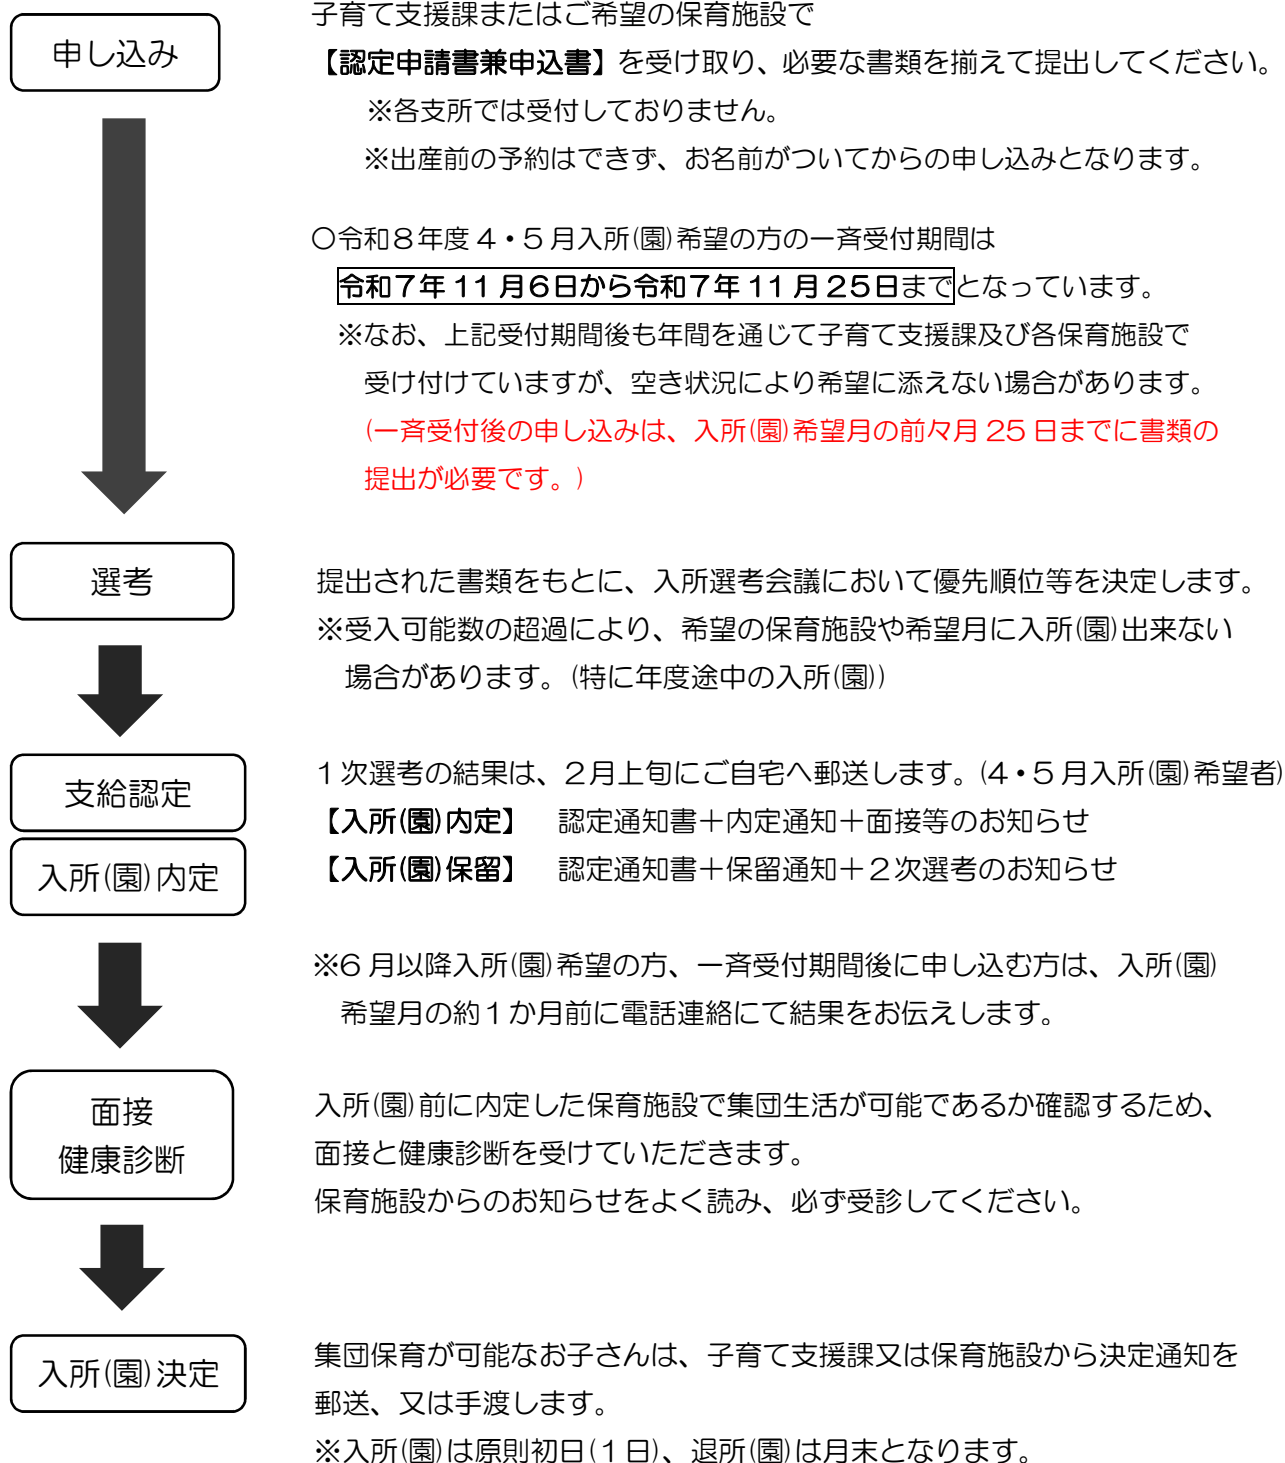 申し込み
子育て支援課またはご希望の保育施設で
【認定申請書兼申込書】を受け取り、必要な書類を揃えて提出してください。
※各支所では受付しておりません。
※出産前の予約はできず、お名前がついてからの申し込みとなります。
〇令和８年度４・５月入所(園)希望の方の一斉受付期間は
令和７年 11 月６日から令和７年 11 月 25日までとなっています。
※なお、上記受付期間後も年間を通じて子育て支援課及び各保育施設で
受け付けていますが、空き状況により希望に添えない場合があります。
(一斉受付後の申し込みは、入所(園)希望月の前々月 25 日までに書類の
提出が必要です。)
選考
提出された書類をもとに、入所選考会議において優先順位等を決定します。
※受入可能数の超過により、希望の保育施設や希望月に入所(園)出来ない
場合があります。(特に年度途中の入所(園))
支給認定
入所(園)内定
１次選考の結果は、２月上旬にご自宅へ郵送します。(４・５月入所(園)希望者)
【入所(園)内定】　認定通知書＋内定通知＋面接等のお知らせ
【入所(園)保留】　認定通知書＋保留通知＋２次選考のお知らせ
※６月以降入所(園)希望の方、一斉受付期間後に申し込む方は、入所(園)
希望月の約１か月前に電話連絡にて結果をお伝えします。
面接
健康診断
入所(園)前に内定した保育施設で集団生活が可能であるか確認するため、
面接と健康診断を受けていただきます。
保育施設からのお知らせをよく読み、必ず受診してください。
入所(園)決定
集団保育が可能なお子さんは、子育て支援課又は保育施設から決定通知を
郵送、又は手渡します。
※入所(園)は原則初日(１日)、退所(園)は月末となります。